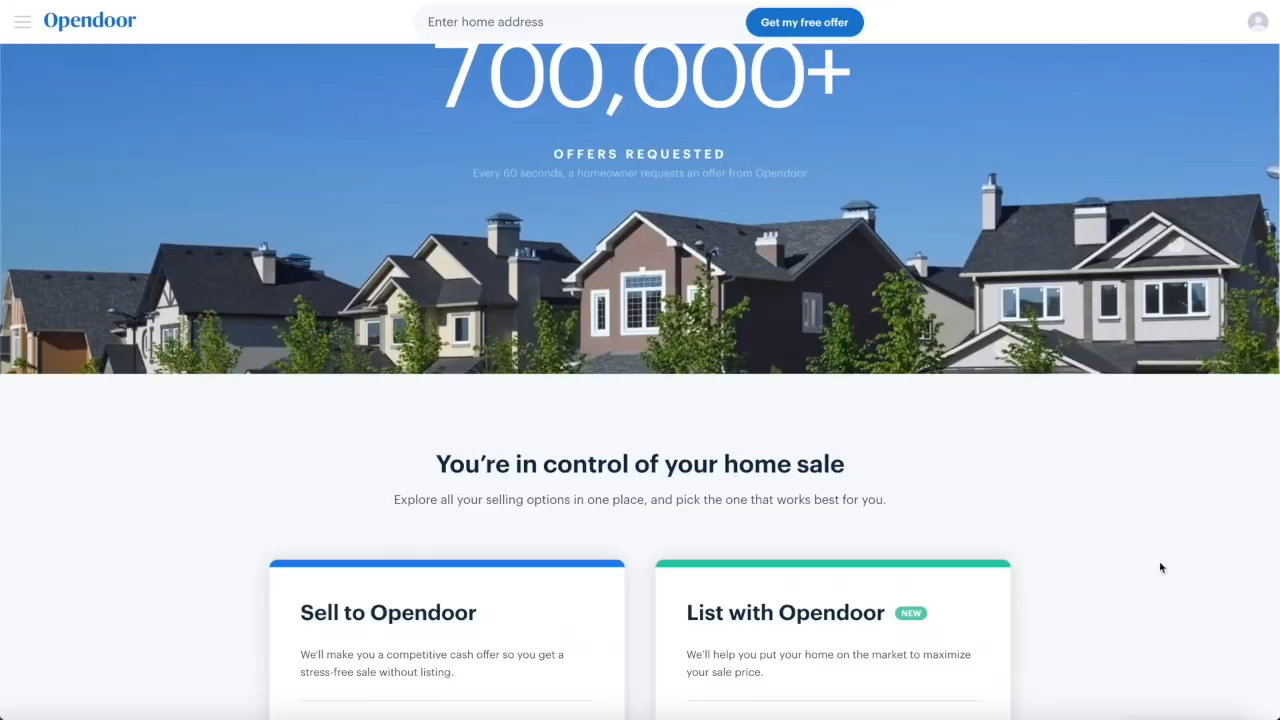 Opendoor
Enter home address
Get my free offer
700,000+
OFFERS REQUESTED
Every 60 seconds, a homeowner requests an offer from Opendoor
You’re in control of your home sale
Explore all your selling options in one place, and pick the one that works best for you.
Sell to Opendoor
We’ll make you a competitive cash offer so you get a
stress-free sale without listing.
List with Opendoor NEW
We’ll help you put your home on the market to maximize
your sale price.